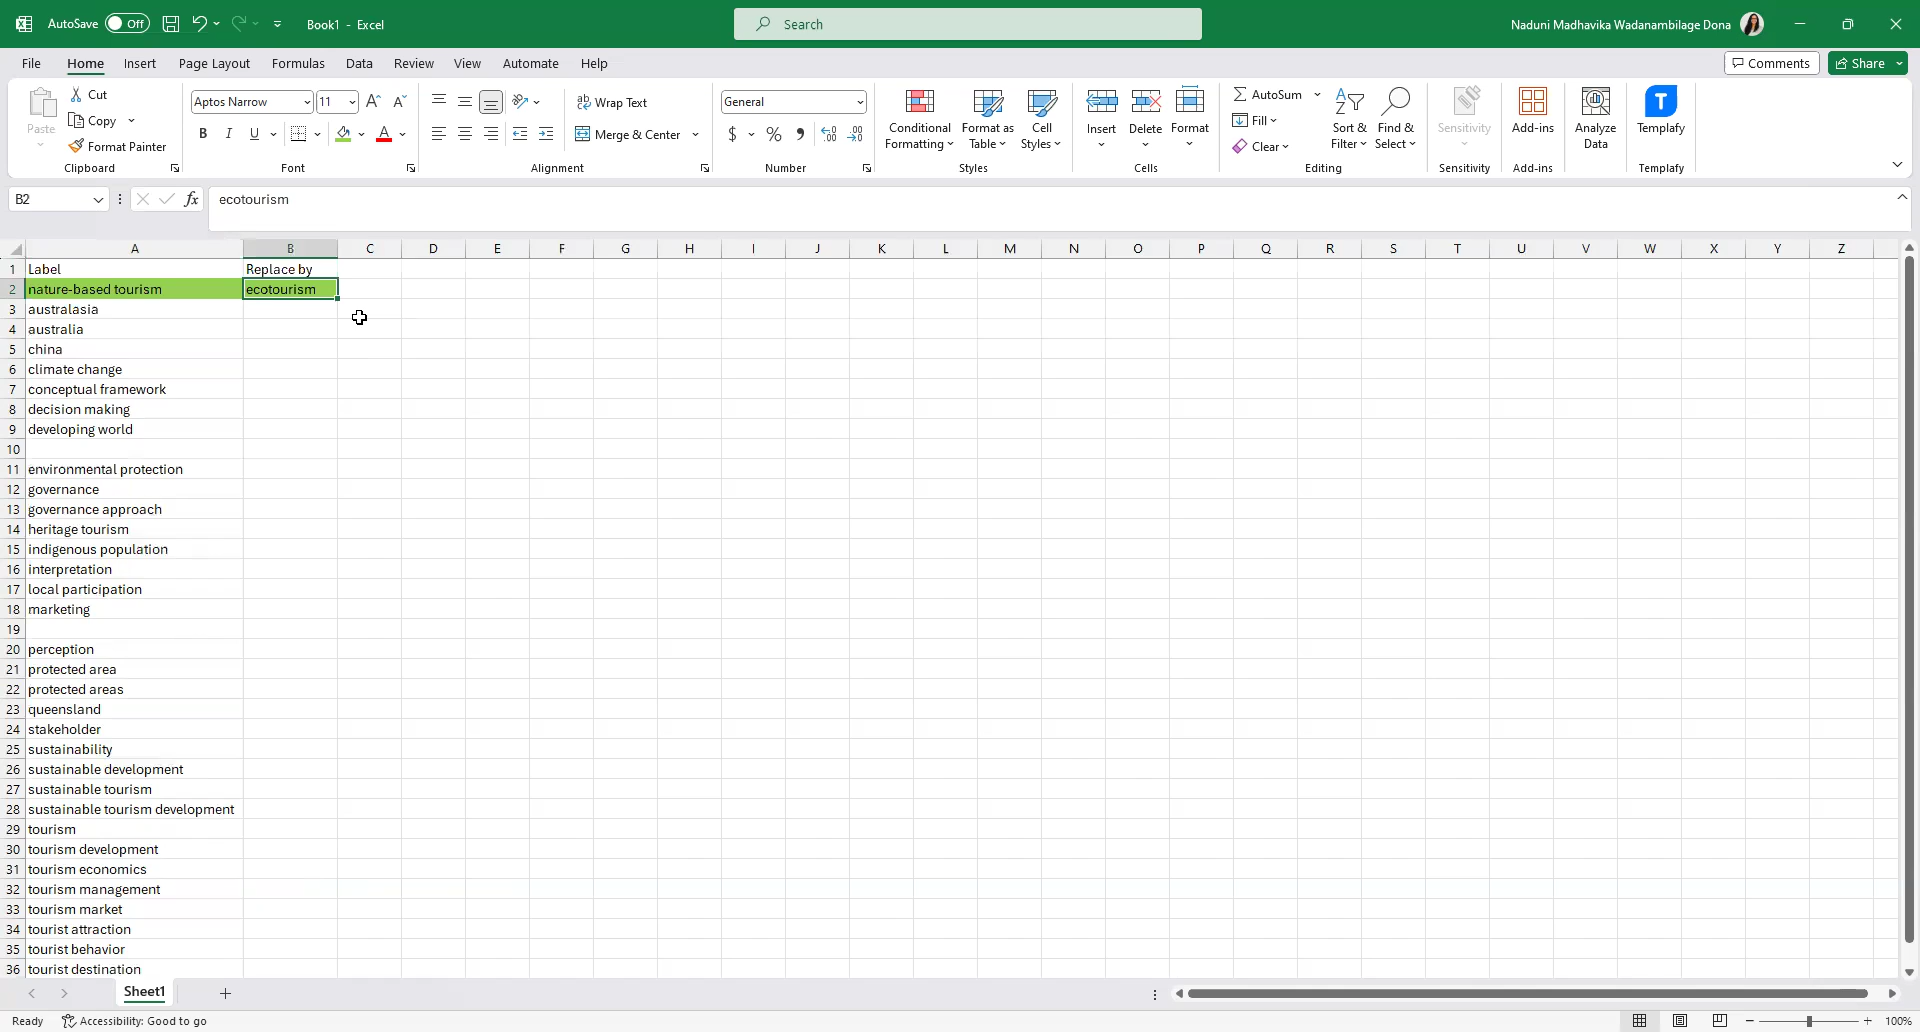 AutoSave Off Book1 - Excel Search Naduni Madhavika Wadanambilage Dona
File Home Insert Page Layout Formulas Data Review View Automate Help Comments Share
Paste Cut Copy Format Painter Clipboard
Aptos Narrow 11 A A B I U A Font
ab Wrap Text Merge & Center Alignment
General $ % , Number
Conditional Formatting Format as Table Cell Styles Styles
Insert Delete Format Cells
AutoSum Fill Clear Sort & Filter Find & Select Editing
Sensitivity Sensitivity
Add-ins Add-ins
Analyze Data
Templafy Templafy
B2 fx ecotourism
A B C D E F G H I J K L M N O P Q R S T U V W X Y Z
1 Label Replace by
2 nature-based tourism ecotourism
3 australasia
4 australia
5 china
6 climate change
7 conceptual framework
8 decision making
9 developing world
10
11 environmental protection
12 governance
13 governance approach
14 heritage tourism
15 indigenous population
16 interpretation
17 local participation
18 marketing
19
20 perception
21 protected area
22 protected areas
23 queensland
24 stakeholder
25 sustainability
26 sustainable development
27 sustainable tourism
28 sustainable tourism development
29 tourism
30 tourism development
31 tourism economics
32 tourism management
33 tourism market
34 tourist attraction
35 tourist behavior
36 tourist destination
Sheet1
Ready Accessibility: Good to go 100%